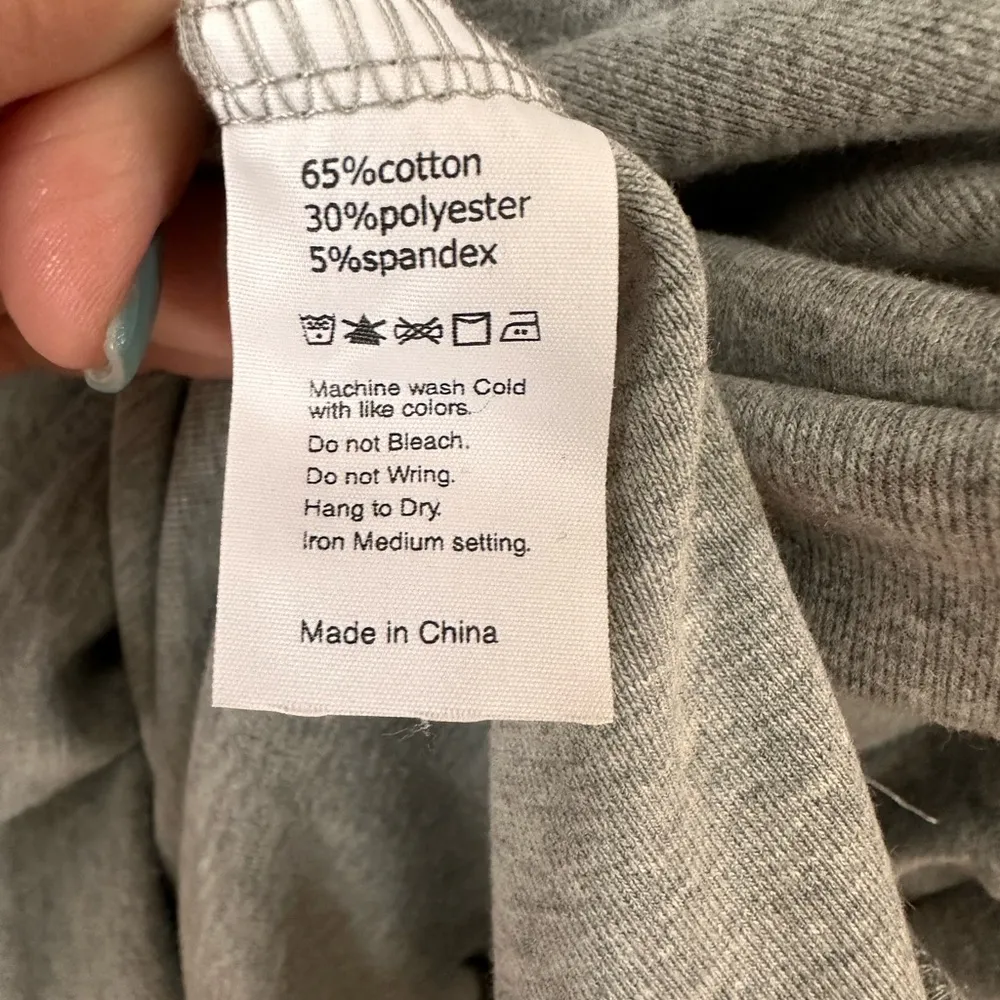 65%cotton
30%polyester
5%spandex
Machine wash Cold
with like colors.
Do not Bleach.
Do not Wring.
Hang to Dry.
Iron Medium setting.
Made in China